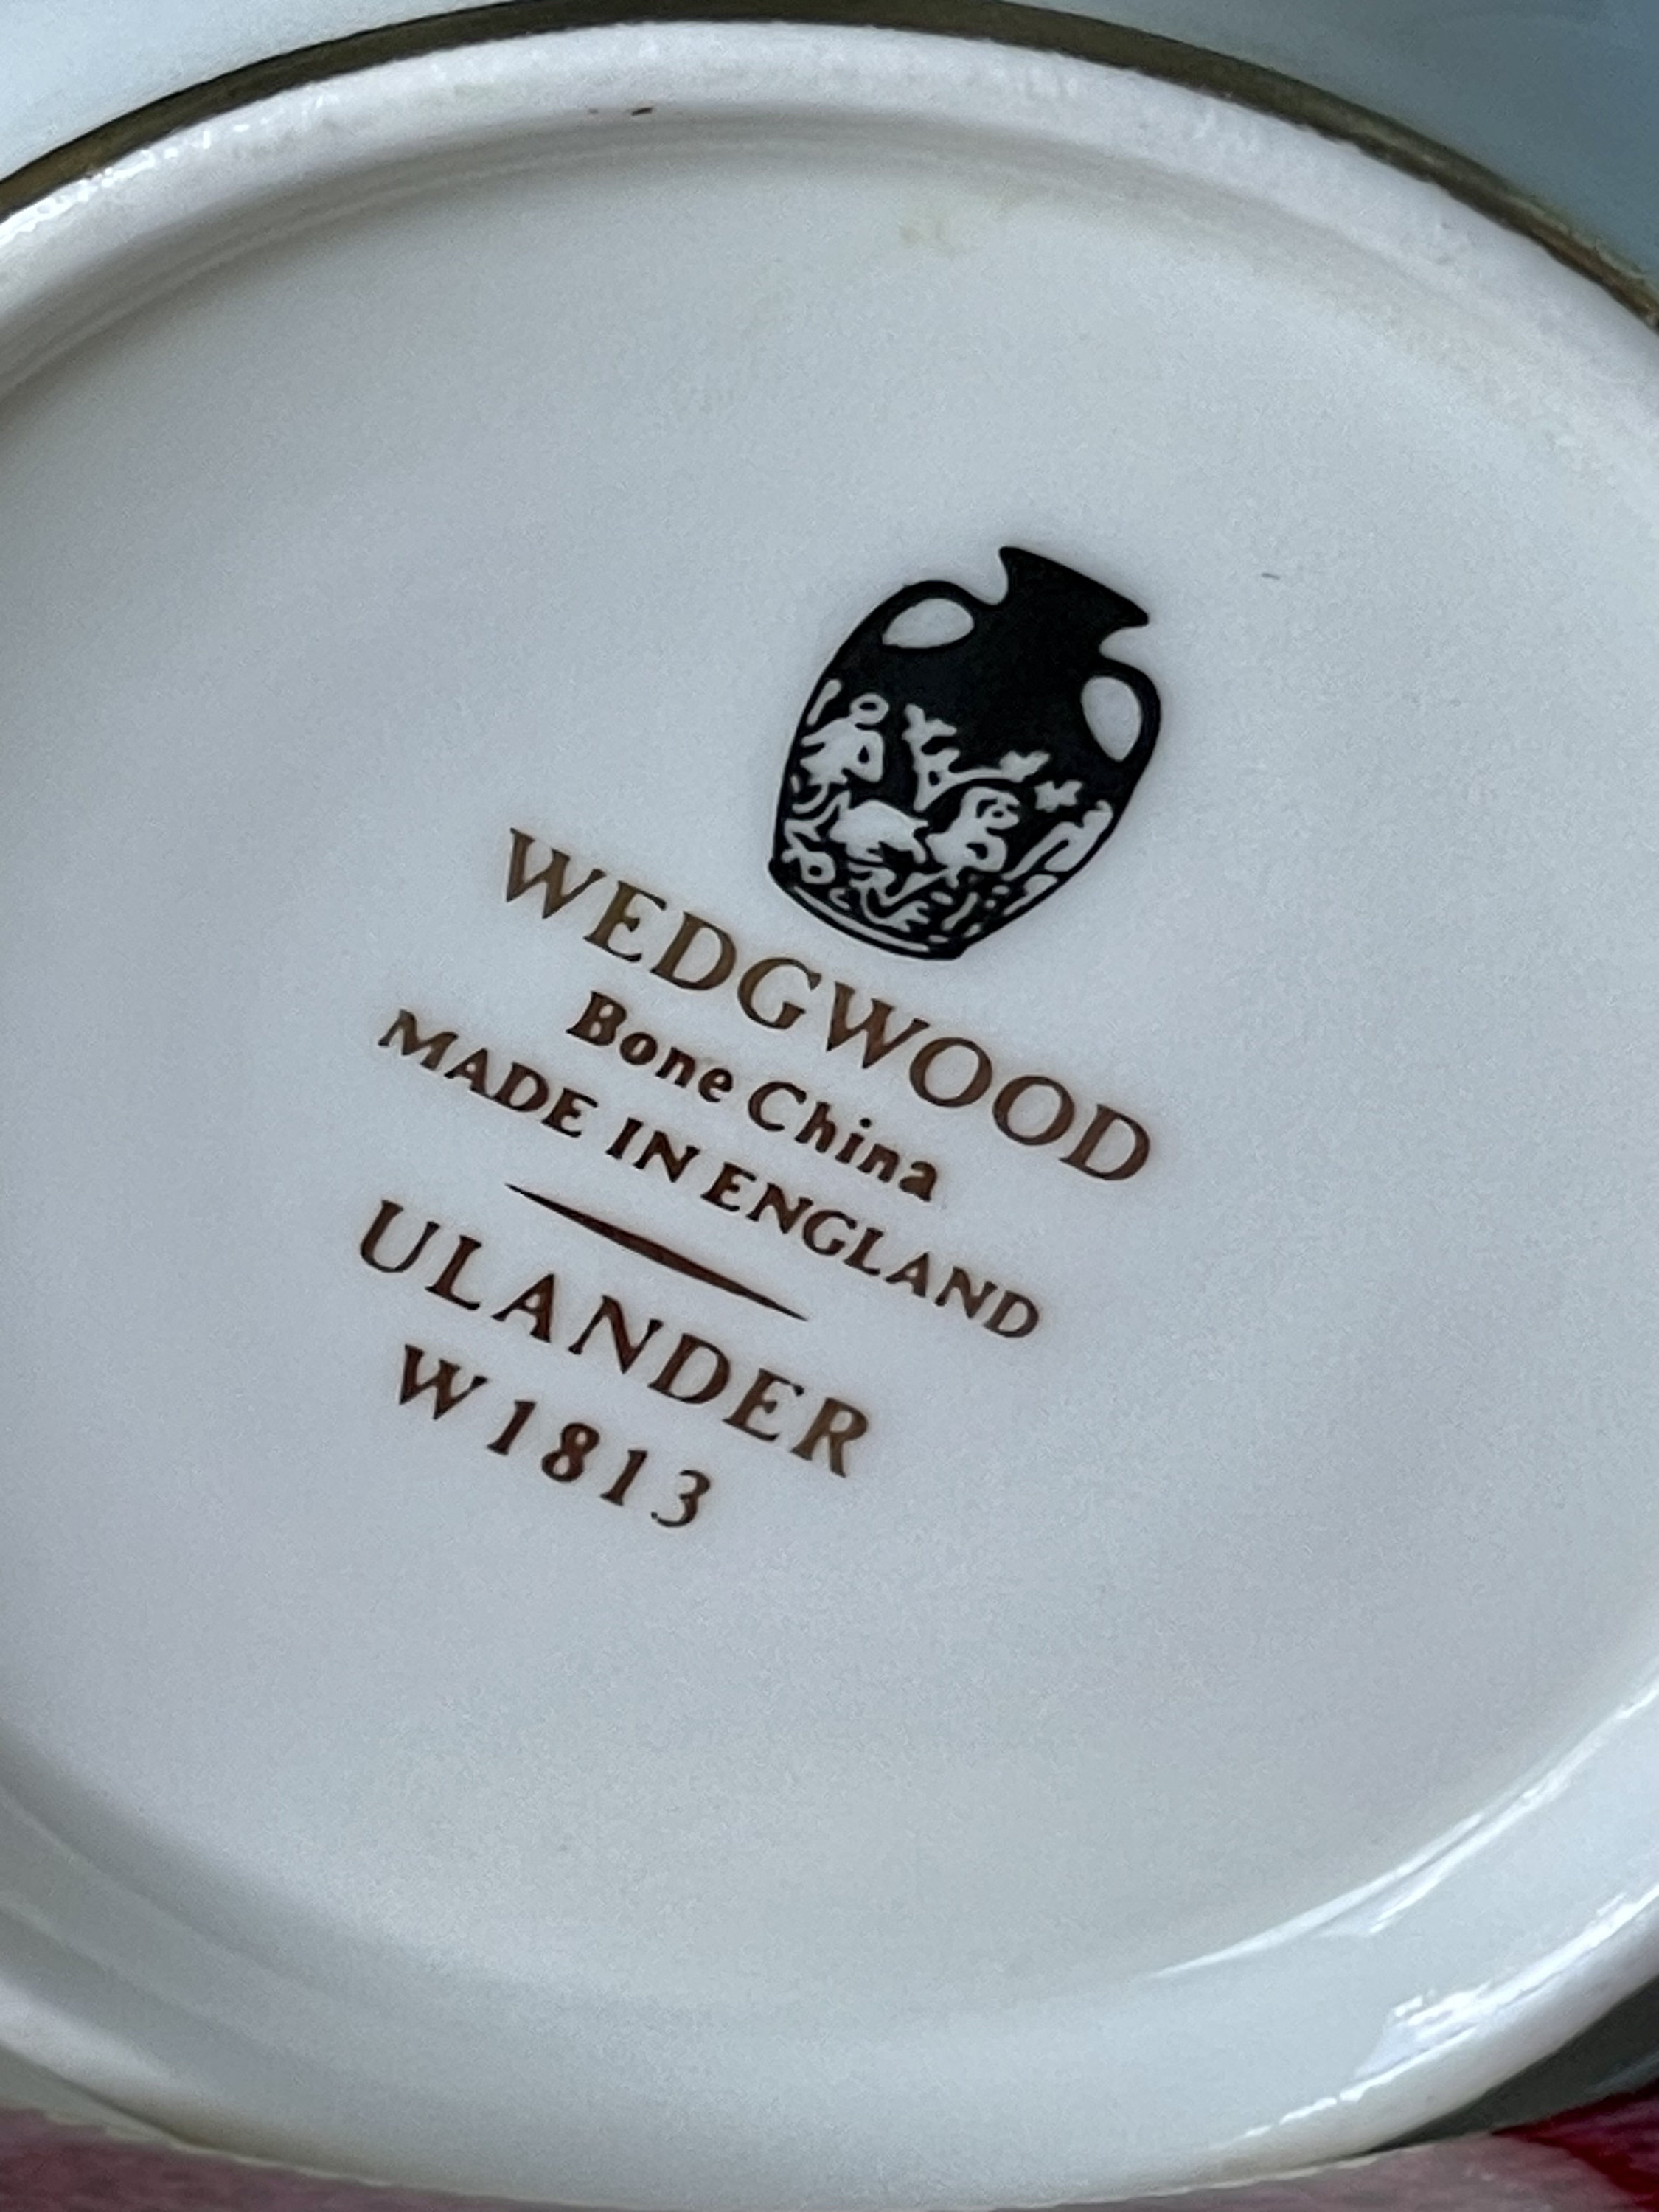 WEDGWOOD
Bone China
MADE IN ENGLAND
ULANDER
W1813